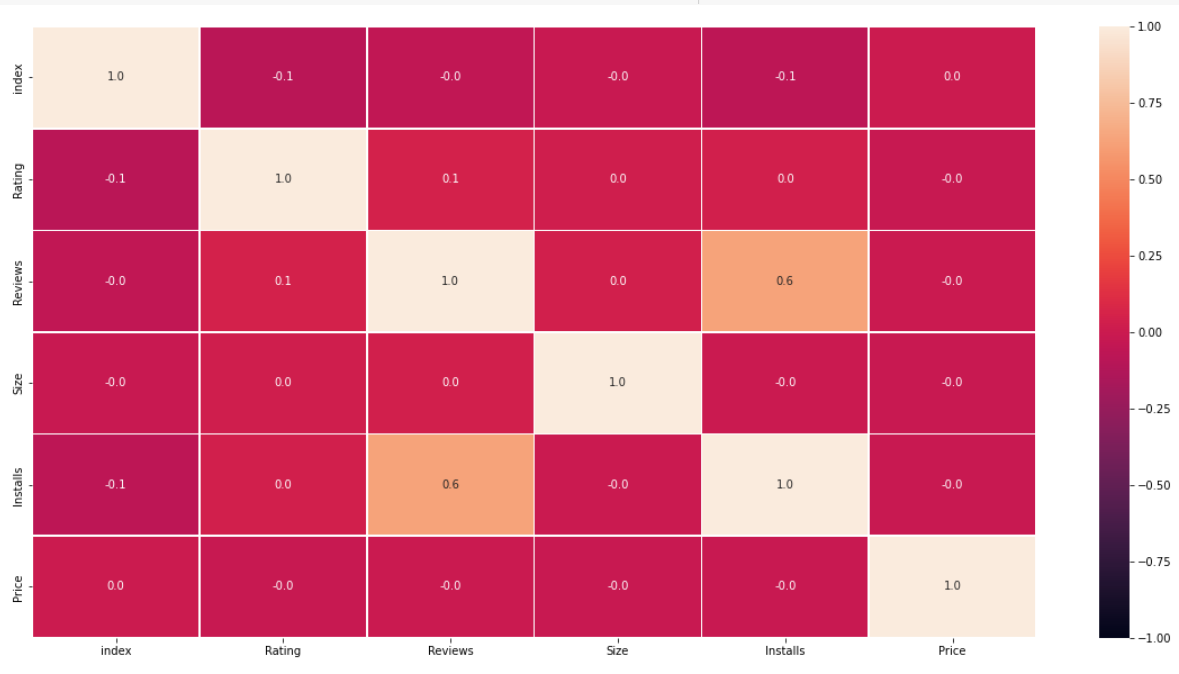 1.00
index 1.0 -0.1 -0.0 -0.0 -0.1 0.0
0.75
Rating -0.1 1.0 0.1 0.0 0.0 -0.0
0.50
0.25
Reviews -0.0 0.1 1.0 0.0 0.6 -0.0
0.00
Size -0.0 0.0 0.0 1.0 -0.0 -0.0
−0.25
Installs -0.1 0.0 0.6 -0.0 1.0 -0.0
−0.50
−0.75
Price 0.0 -0.0 -0.0 -0.0 -0.0 1.0
−1.00
index Rating Reviews Size Installs Price